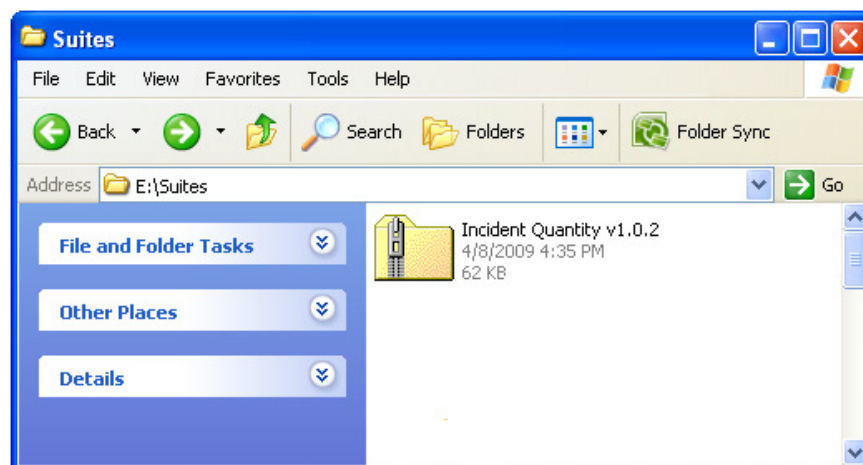 Suites
File Edit View Favorites Tools Help
Back Search Folders Folder Sync
Address E:\Suites Go
File and Folder Tasks
Other Places
Details
Incident Quantity v1.0.2
4/8/2009 4:35 PM
62 KB